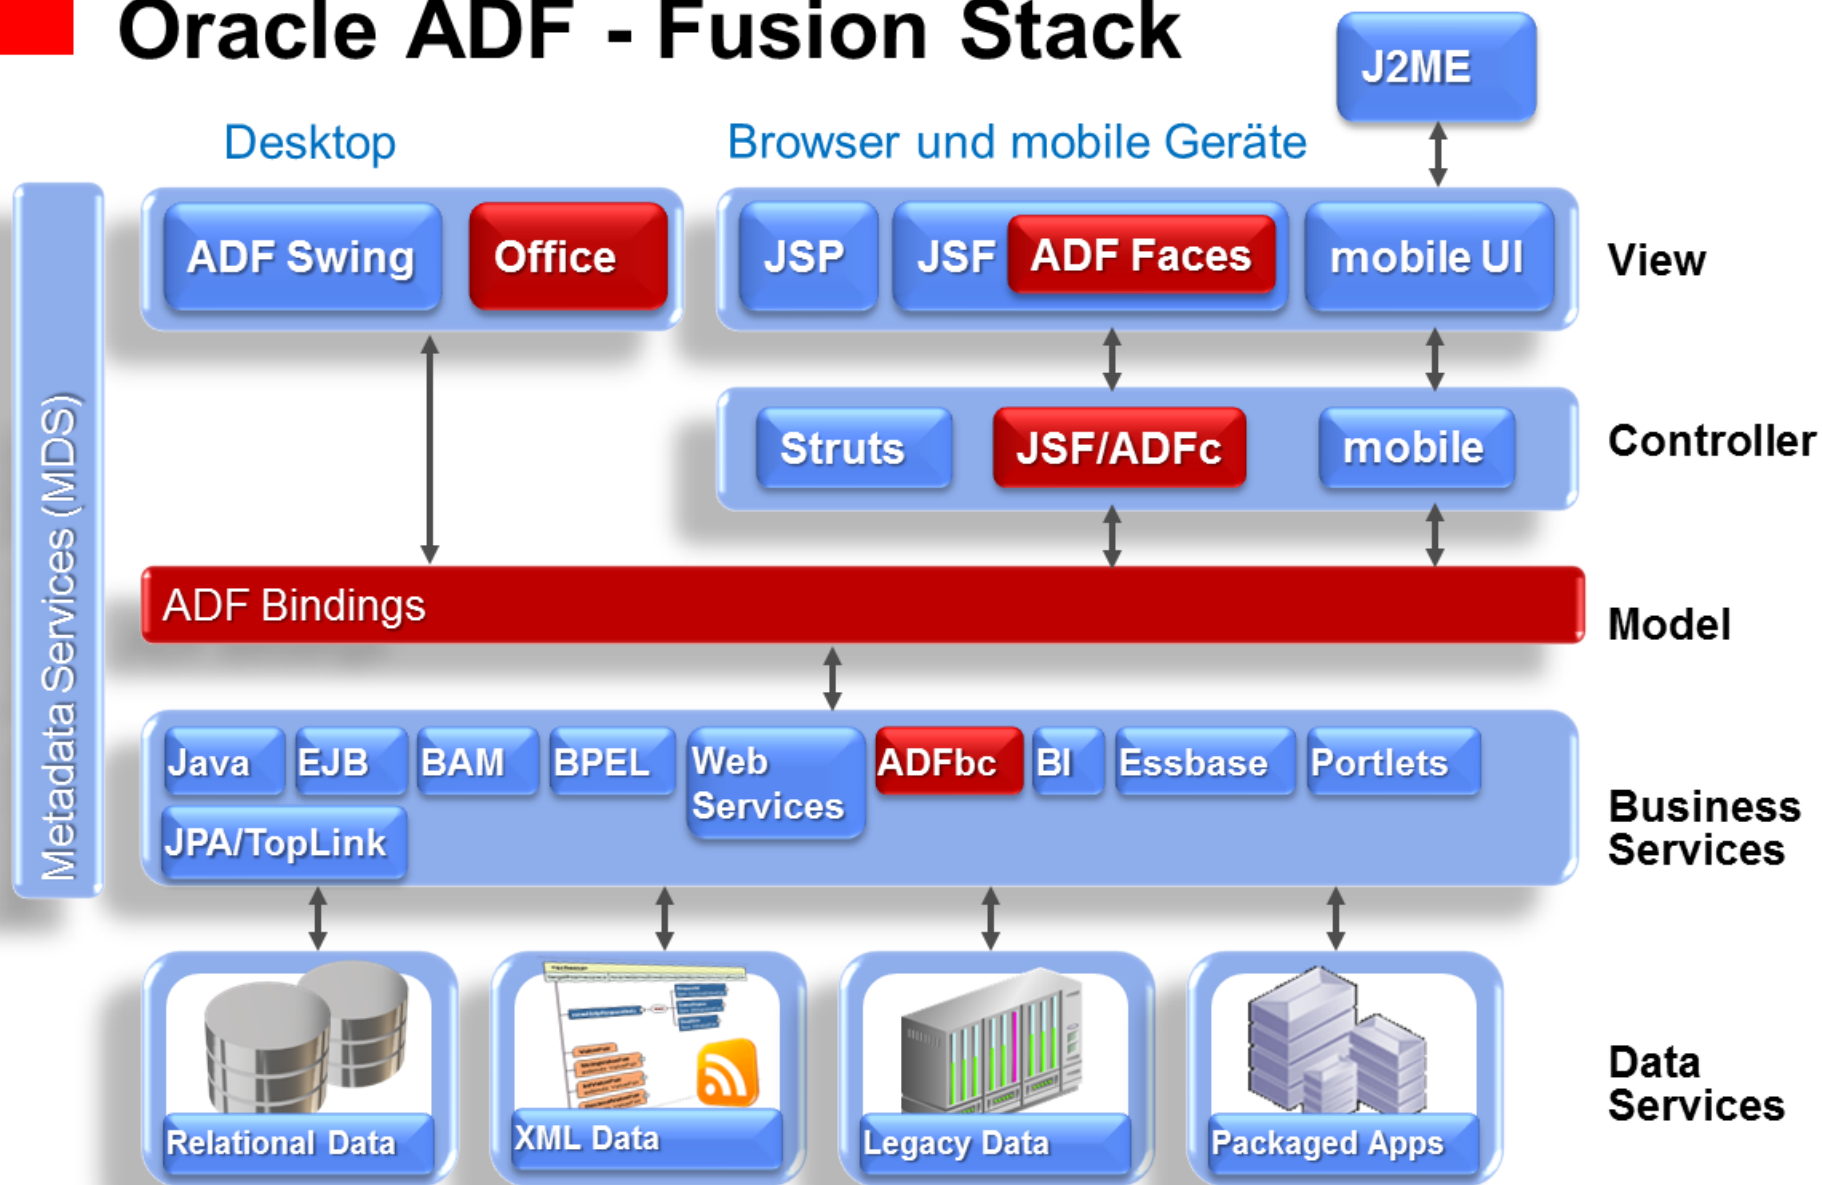 Oracle ADF - Fusion Stack
J2ME
Desktop
Browser und mobile Geräte
Metadata Services (MDS)
ADF Swing
Office
JSP
JSF
ADF Faces
mobile UI
View
Struts
JSF/ADFc
mobile
Controller
ADF Bindings
Model
Java
EJB
BAM
BPEL
Web
Services
ADFbc
BI
Essbase
Portlets
JPA/TopLink
Business
Services
Relational Data
XML Data
Legacy Data
Packaged Apps
Data
Services